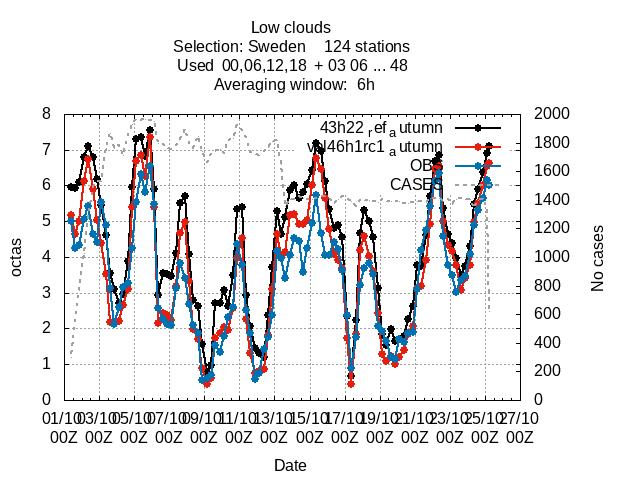 Low clouds
Selection: Sweden 124 stations
Used 00,06,12,18 + 03 06 ... 48
Averaging window: 6h
43h22_ref_autumn
val46h1rc1_autumn
OBS
CASES
8
7
6
5
4
3
2
1
0
octas
2000
1800
1600
1400
1200
1000
800
600
400
200
0
No cases
01/10 03/10 05/10 07/10 09/10 11/10 13/10 15/10 17/10 19/10 21/10 23/10 25/10 27/10
00Z 00Z 00Z 00Z 00Z 00Z 00Z 00Z 00Z 00Z 00Z 00Z 00Z 00Z
Date